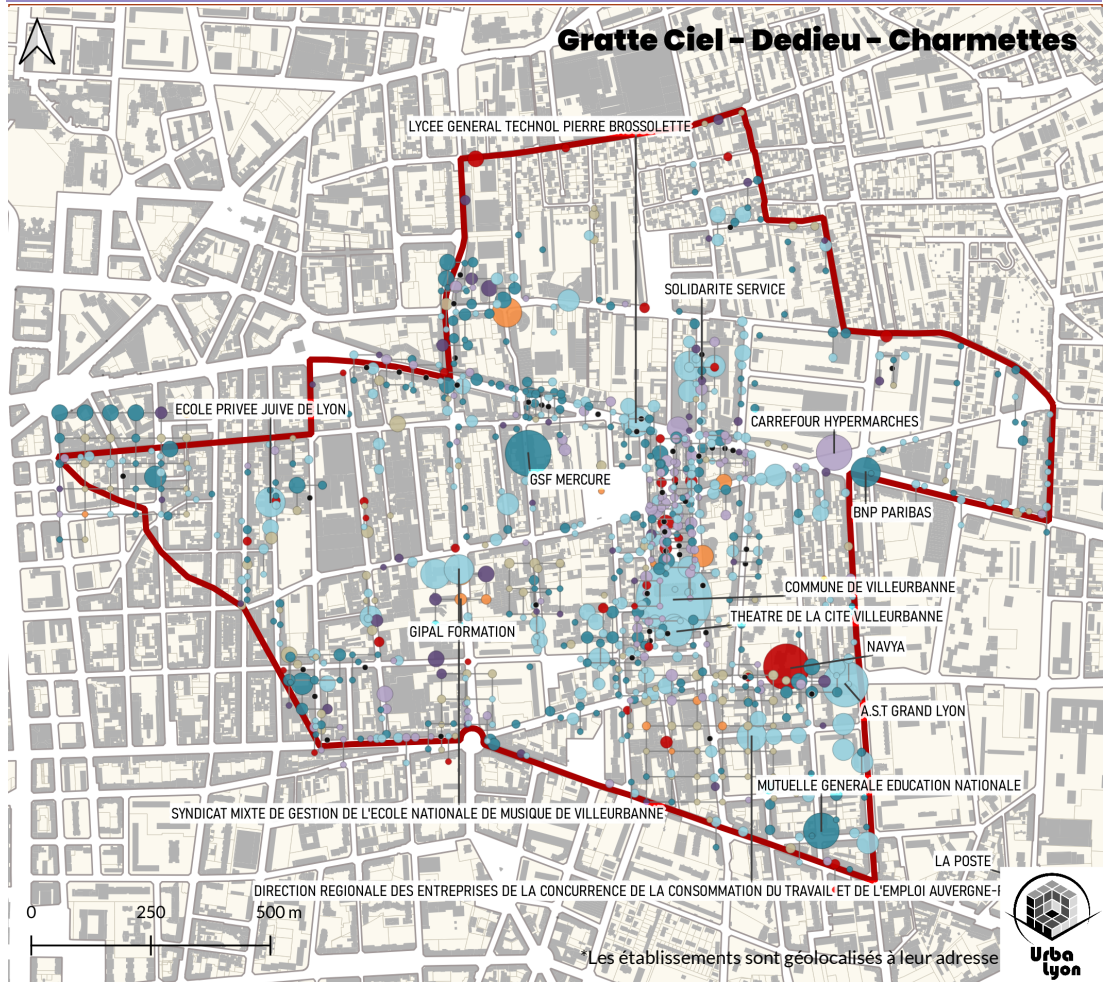 Gratte Ciel - Dedieu - Charmettes
LYCEE GENERAL TECHNOL PIERRE BROSSOLETTE
SOLIDARITE SERVICE
ECOLE PRIVEE JUIVE DE LYON
CARREFOUR HYPERMARCHES
GSF MERCURE
BNP PARIBAS
COMMUNE DE VILLEURBANNE
THEATRE DE LA CITE VILLEURBANNE
GIPAL FORMATION
NAVYA
A.S.T GRAND LYON
MUTUELLE GENERALE EDUCATION NATIONALE
SYNDICAT MIXTE DE GESTION DE L'ECOLE NATIONALE DE MUSIQUE DE VILLEURBANNE
LA POSTE
DIRECTION REGIONALE DES ENTREPRISES DE LA CONCURRENCE DE LA CONSOMMATION DU TRAVAIL ET DE L'EMPLOI AUVERGNE-
0 250 500 m
*Les établissements sont géolocalisés à leur adresse
Urba
Lyon